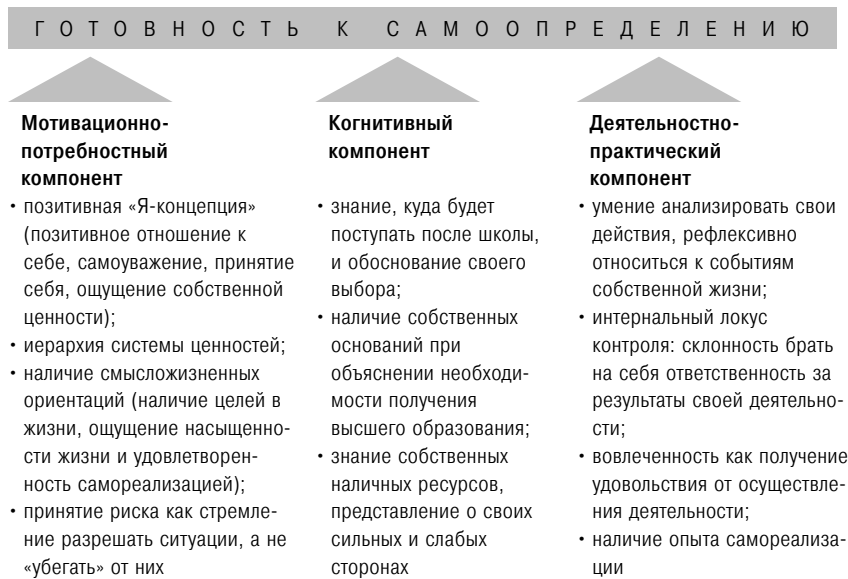 ГОТОВНОСТЬ К САМООПРЕДЕЛЕНИЮ
Мотивационно-
потребностный
компонент
• позитивная «Я-концепция»
(позитивное отношение к
себе, самоуважение, принятие
себя, ощущение собственной
ценности);
• иерархия системы ценностей;
• наличие смысложизненных
ориентаций (наличие целей в
жизни, ощущение насыщенно-
сти жизни и удовлетворен-
ность самореализацией);
• принятие риска как стремле-
ние разрешать ситуации, а не
«убегать» от них
Когнитивный
компонент
• знание, куда будет
поступать после школы,
и обоснование своего
выбора;
• наличие собственных
оснований при
объяснении необходи-
мости получения
высшего образования;
• знание собственных
наличных ресурсов,
представление о своих
сильных и слабых
сторонах
Деятельностно-
практический
компонент
• умение анализировать свои
действия, рефлексивно
относиться к событиям
собственной жизни;
• интернальный локус
контроля: склонность брать
на себя ответственность за
результаты своей деятельно-
сти;
• вовлеченность как получение
удовольствия от осуществле-
ния деятельности;
• наличие опыта самореализа-
ции